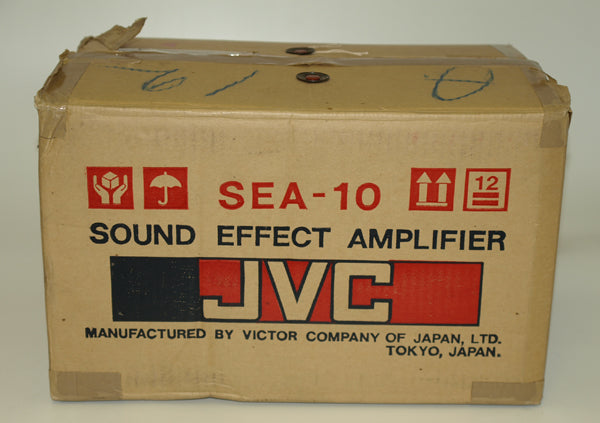 SEA-10
12
SOUND EFFECT AMPLIFIER
JVC
MANUFACTURED BY VICTOR COMPANY OF JAPAN, LTD.
TOKYO, JAPAN.